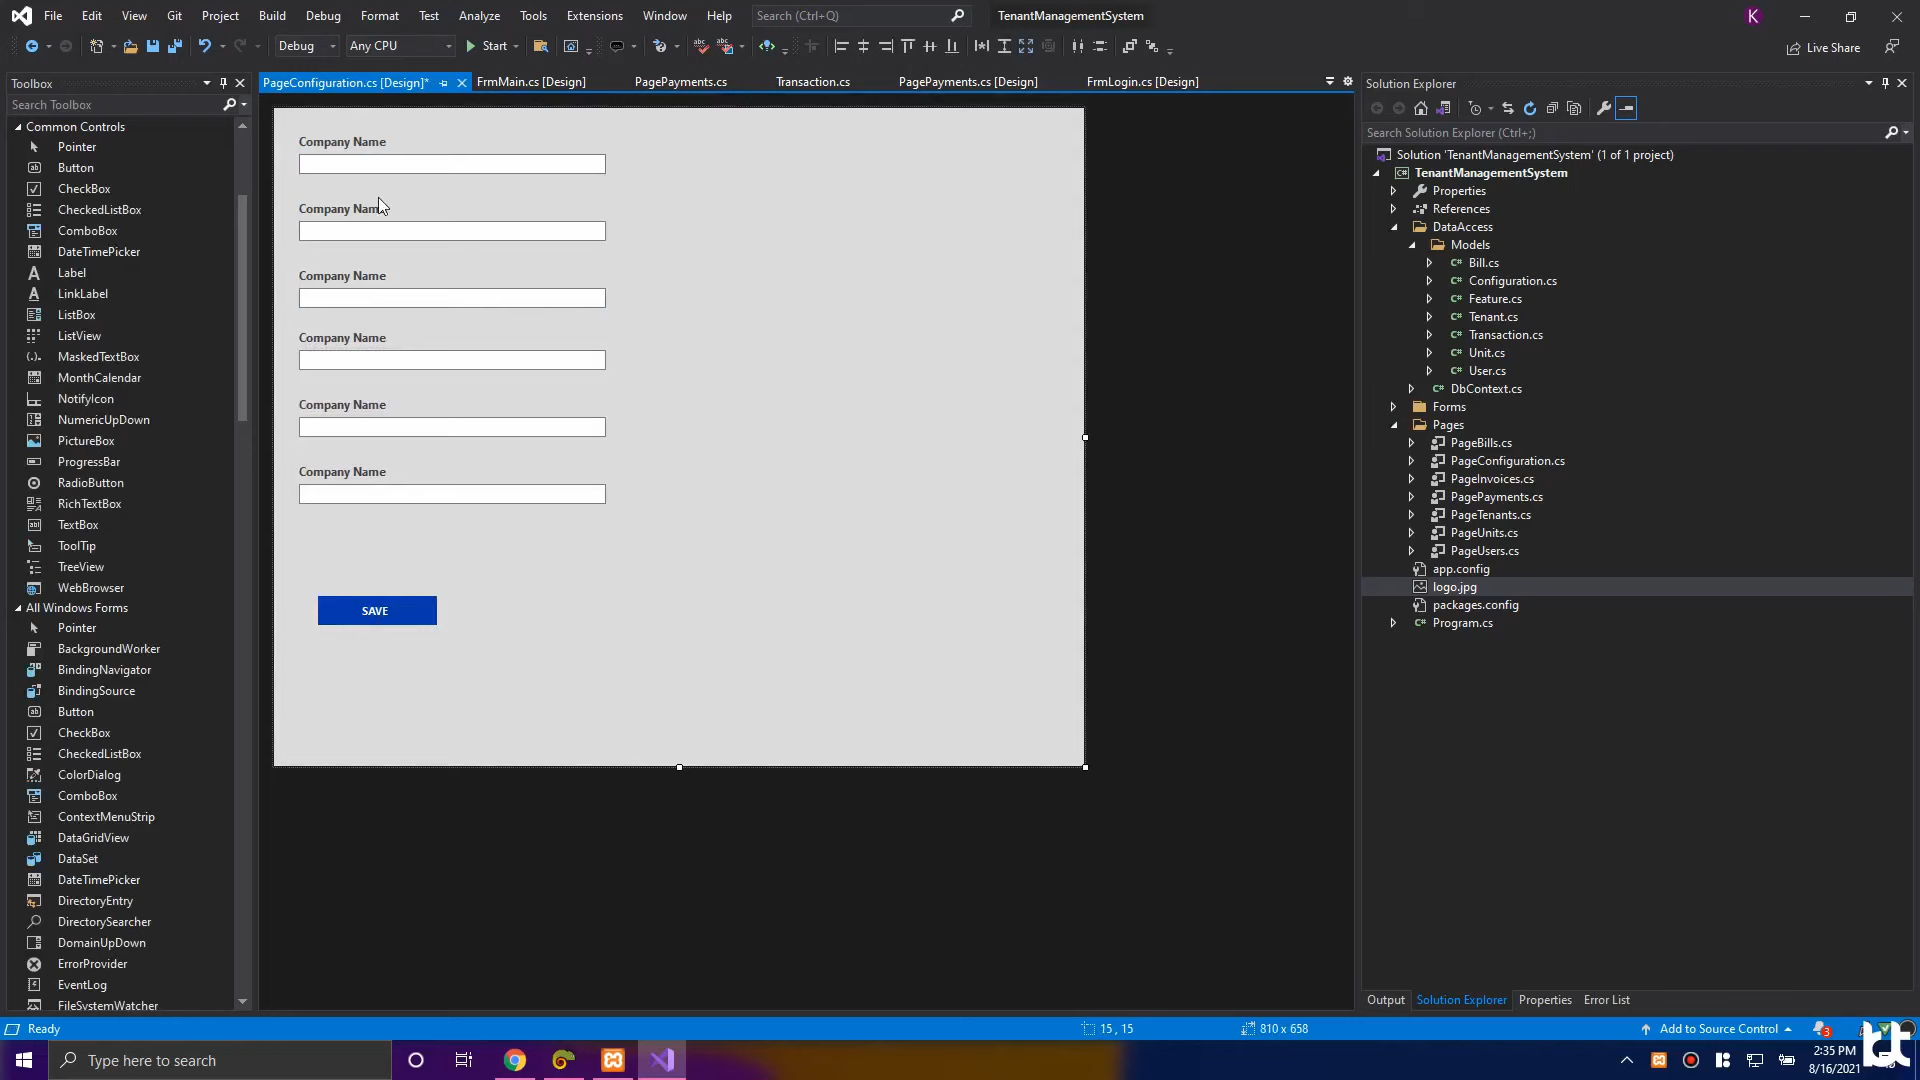 File Edit View Git Project Build Debug Format Test Analyze Tools Extensions Window Help Search (Ctrl+Q) TenantManagementSystem K
Debug Any CPU Start Live Share
Toolbox
Search Toolbox
Common Controls
Pointer
Button
CheckBox
CheckedListBox
ComboBox
DateTimePicker
Label
LinkLabel
ListBox
ListView
MaskedTextBox
MonthCalendar
NotifyIcon
NumericUpDown
PictureBox
ProgressBar
RadioButton
RichTextBox
TextBox
ToolTip
TreeView
WebBrowser
All Windows Forms
Pointer
BackgroundWorker
BindingNavigator
BindingSource
Button
CheckBox
CheckedListBox
ColorDialog
ComboBox
ContextMenuStrip
DataGridView
DataSet
DateTimePicker
DirectoryEntry
DirectorySearcher
DomainUpDown
ErrorProvider
EventLog
FileSystemWatcher
PageConfiguration.cs [Design]* FrmMain.cs [Design] PagePayments.cs Transaction.cs PagePayments.cs [Design] FrmLogin.cs [Design]
Company Name
Company Name
Company Name
Company Name
Company Name
Company Name
SAVE
Solution Explorer
Search Solution Explorer (Ctrl+;)
Solution 'TenantManagementSystem' (1 of 1 project)
TenantManagementSystem
Properties
References
DataAccess
Models
Bill.cs
Configuration.cs
Feature.cs
Tenant.cs
Transaction.cs
Unit.cs
User.cs
DbContext.cs
Forms
Pages
PageBills.cs
PageConfiguration.cs
PageInvoices.cs
PagePayments.cs
PageTenants.cs
PageUnits.cs
PageUsers.cs
app.config
logo.jpg
packages.config
Program.cs
Output Solution Explorer Properties Error List
Ready 15 , 15 810 x 658 Add to Source Control 3
Type here to search
2:35 PM
8/16/2021